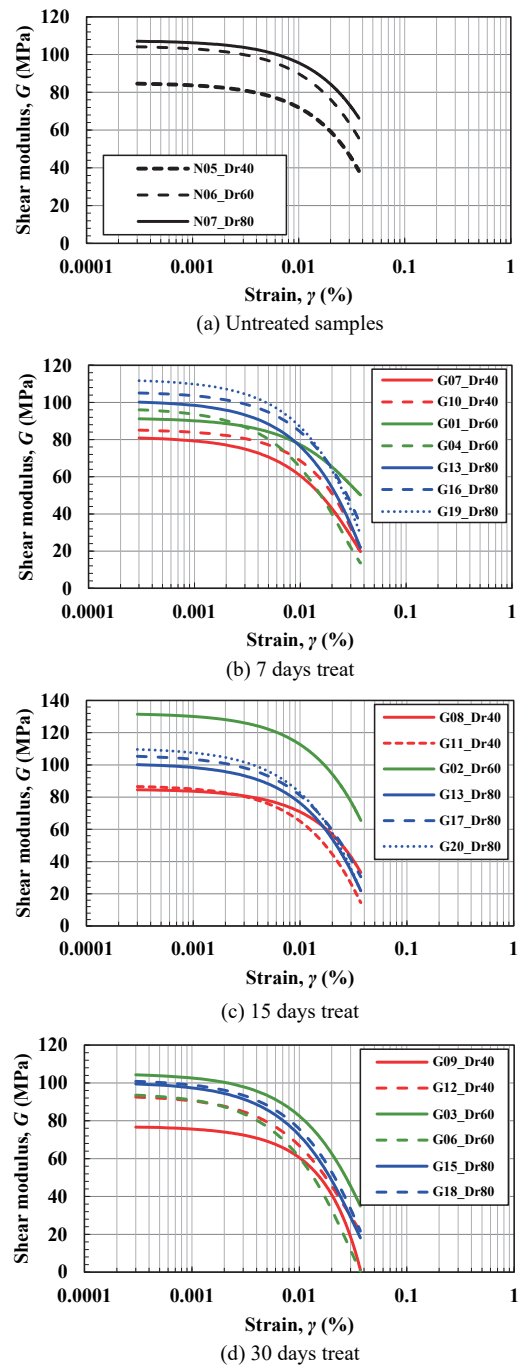 120
100
80
60
40
20
0
Shear modulus, G (MPa)
N05_Dr40
N06_Dr60
N07_Dr80
0.0001 0.001 0.01 0.1 1
Strain, γ (%)
(a) Untreated samples
120
100
80
60
40
20
0
Shear modulus, G (MPa)
G07_Dr40
G10_Dr40
G01_Dr60
G04_Dr60
G13_Dr80
G16_Dr80
G19_Dr80
0.0001 0.001 0.01 0.1 1
Strain, γ (%)
(b) 7 days treat
140
120
100
80
60
40
20
0
Shear modulus, G (MPa)
G08_Dr40
G11_Dr40
G02_Dr60
G13_Dr80
G17_Dr80
G20_Dr80
0.0001 0.001 0.01 0.1 1
Strain, γ (%)
(c) 15 days treat
120
100
80
60
40
20
0
Shear modulus, G (MPa)
G09_Dr40
G12_Dr40
G03_Dr60
G06_Dr60
G15_Dr80
G18_Dr80
0.0001 0.001 0.01 0.1 1
Strain, γ (%)
(d) 30 days treat